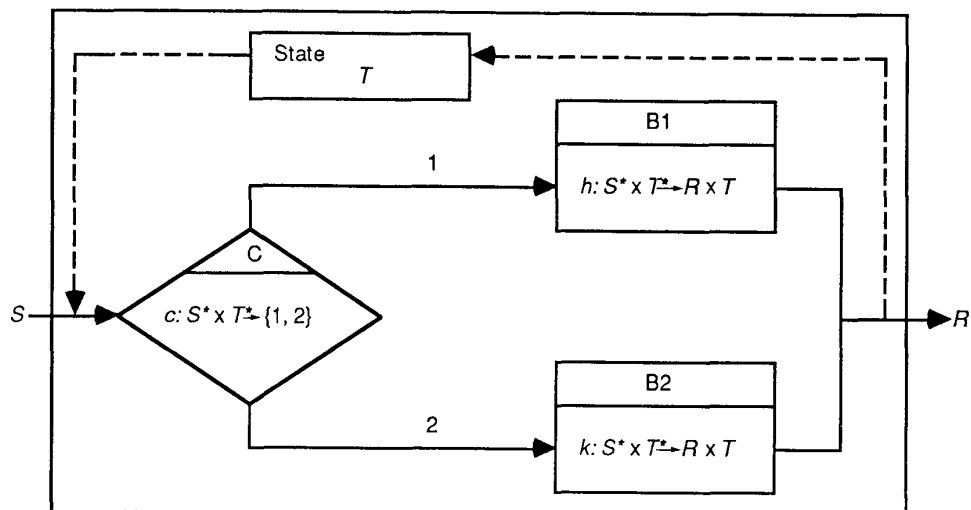 State
T
B1
1
h: S* x T* → R x T
C
S
c: S* x T* → {1, 2}
R
B2
2
k: S* x T* → R x T